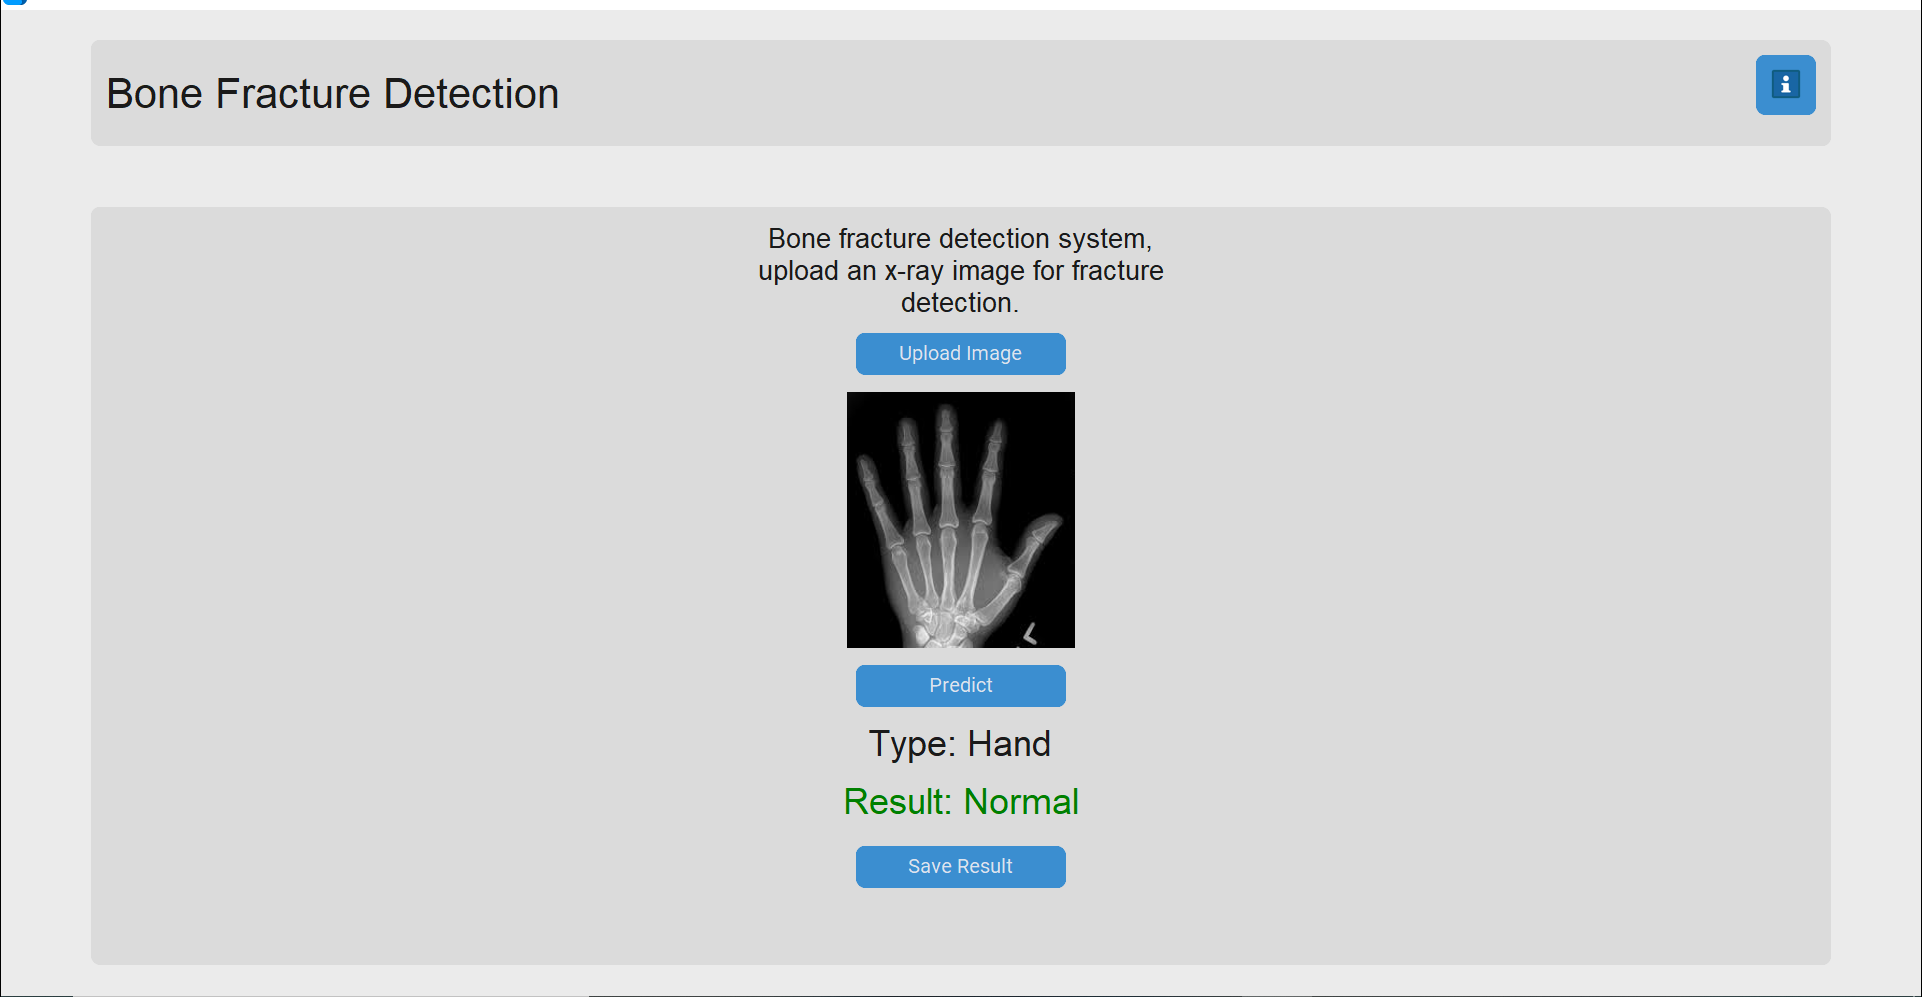 Bone Fracture Detection
Bone fracture detection system,
upload an x-ray image for fracture
detection.
Upload Image
Predict
Type: Hand
Result: Normal
Save Result